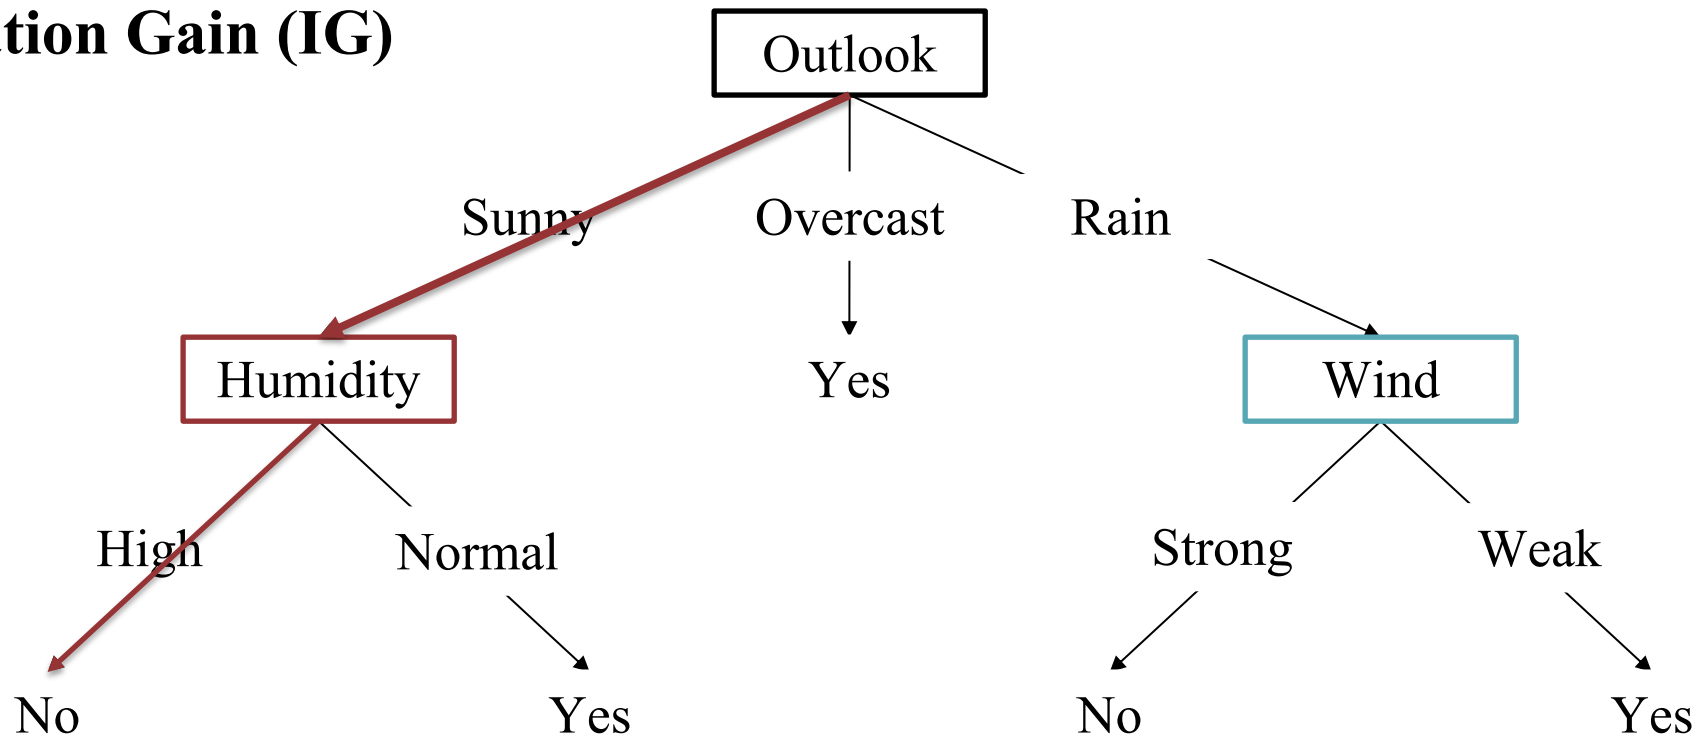 tion Gain (IG)
Outlook
Sunny Overcast Rain
Humidity Yes Wind
High Normal Strong Weak
No Yes No Yes